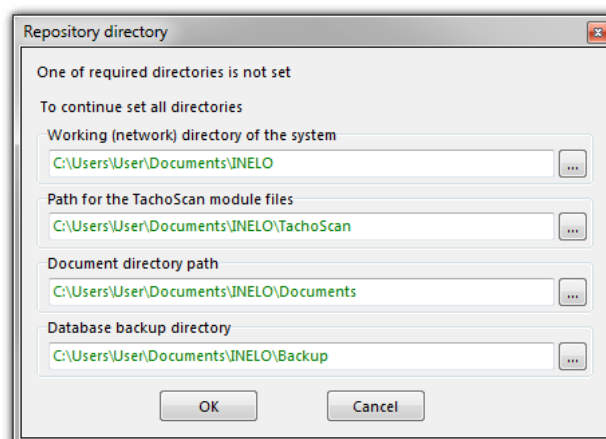 Repository directory
One of required directories is not set
To continue set all directories
Working (network) directory of the system
C:\Users\User\Documents\INELO
...
Path for the TachoScan module files
C:\Users\User\Documents\INELO\TachoScan
...
Document directory path
C:\Users\User\Documents\INELO\Documents
...
Database backup directory
C:\Users\User\Documents\INELO\Backup
...
OK Cancel